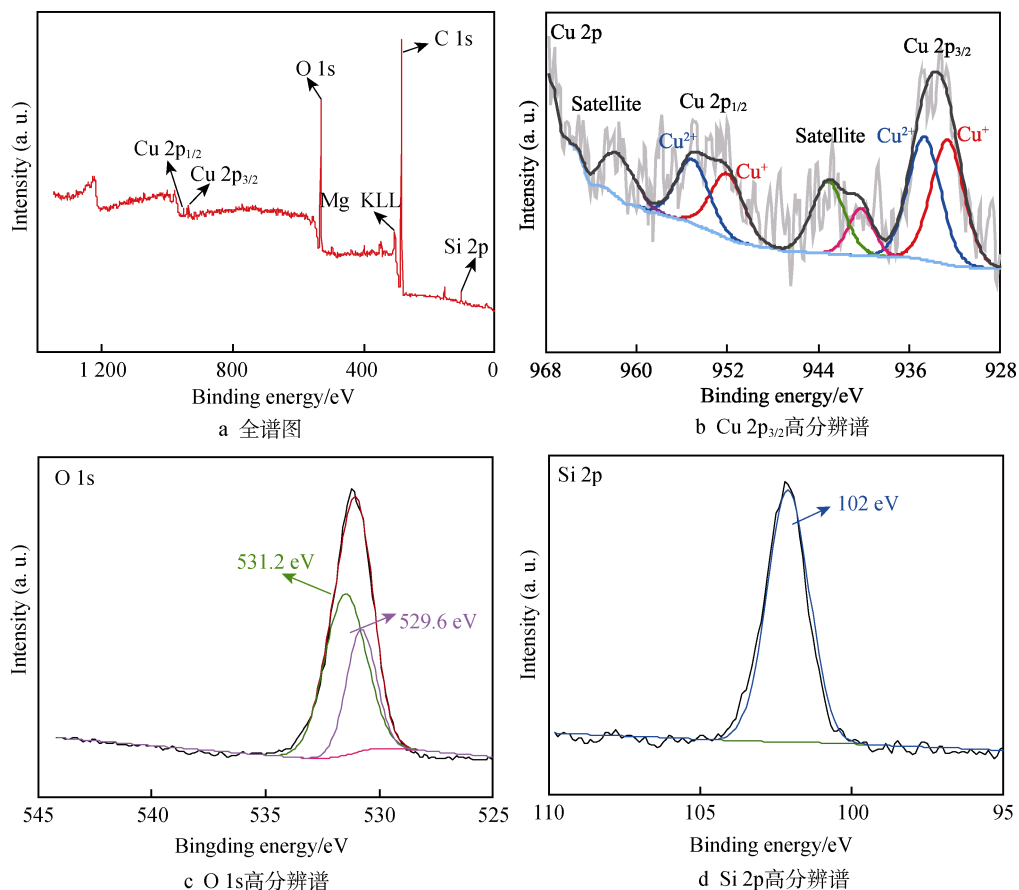 C 1s
O 1s
Cu 2p1/2
Cu 2p3/2
Mg KLL
Si 2p
Intensity (a. u.)
1 200 800 400 0
Binding energy/eV
a 全谱图
Cu 2p
Cu 2p3/2
Satellite
Cu 2p1/2
Satellite
Cu2+
Cu+
Cu2+
Cu+
Intensity (a. u.)
968 960 952 944 936 928
Binding energy/eV
b Cu 2p3/2高分辨谱
O 1s
531.2 eV
529.6 eV
Intensity (a. u.)
545 540 535 530 525
Bingding energy/eV
c O 1s高分辨谱
Si 2p
102 eV
Intensity (a. u.)
110 105 100 95
Binding energy/eV
d Si 2p高分辨谱